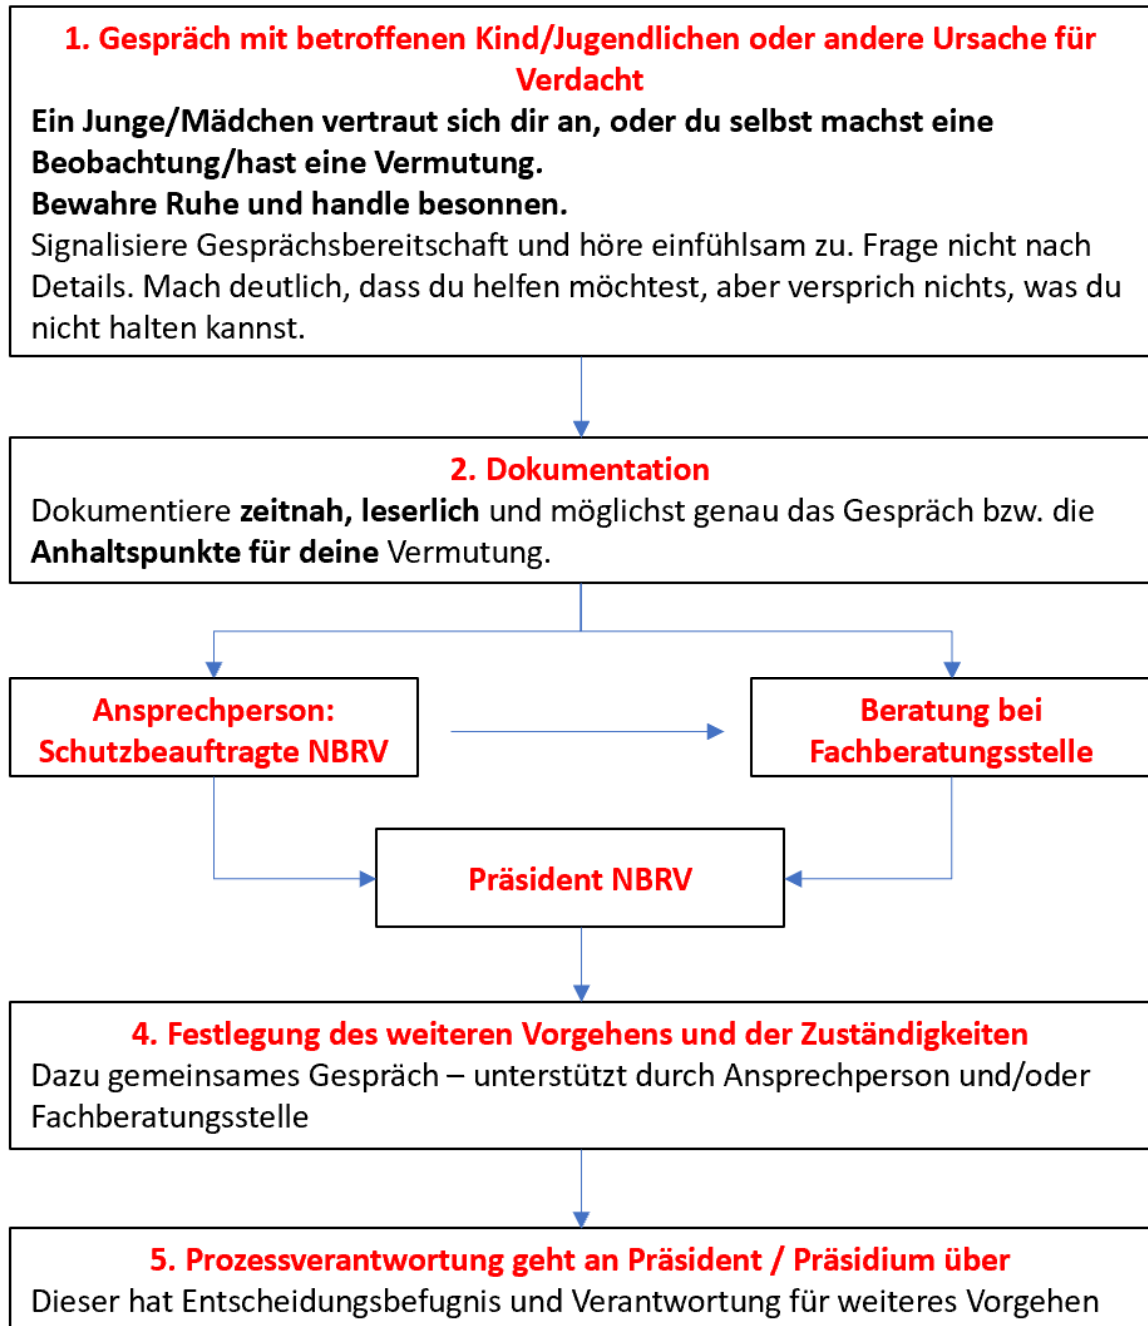 1. Gespräch mit betroffenen Kind/Jugendlichen oder andere Ursache für
Verdacht
Ein Junge/Mädchen vertraut sich dir an, oder du selbst machst eine
Beobachtung/hast eine Vermutung.
Bewahre Ruhe und handle besonnen.
Signalisiere Gesprächsbereitschaft und höre einfühlsam zu. Frage nicht nach
Details. Mach deutlich, dass du helfen möchtest, aber versprich nichts, was du
nicht halten kannst.
2. Dokumentation
Dokumentiere zeitnah, leserlich und möglichst genau das Gespräch bzw. die
Anhaltspunkte für deine Vermutung.
Ansprechperson:
Schutzbeauftragte NBRV
Beratung bei
Fachberatungsstelle
Präsident NBRV
4. Festlegung des weiteren Vorgehens und der Zuständigkeiten
Dazu gemeinsames Gespräch – unterstützt durch Ansprechperson und/oder
Fachberatungsstelle
5. Prozessverantwortung geht an Präsident / Präsidium über
Dieser hat Entscheidungsbefugnis und Verantwortung für weiteres Vorgehen